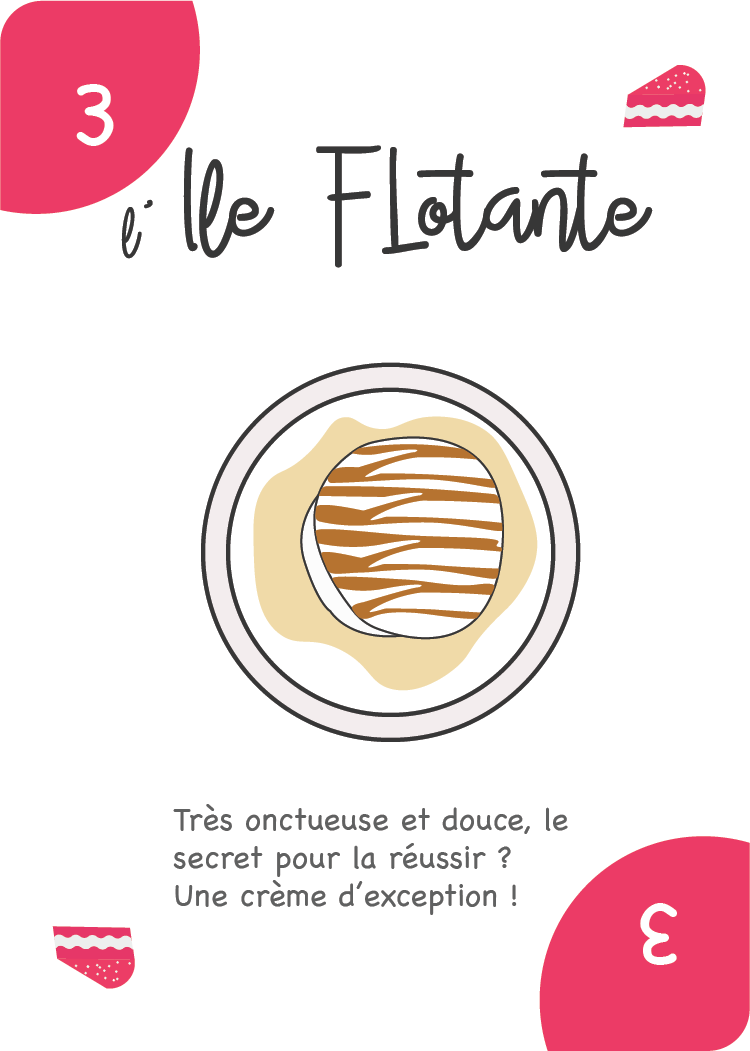 3
l' Ile Flotante
Très onctueuse et douce, le
secret pour la réussir ?
Une crème d'exception !
3